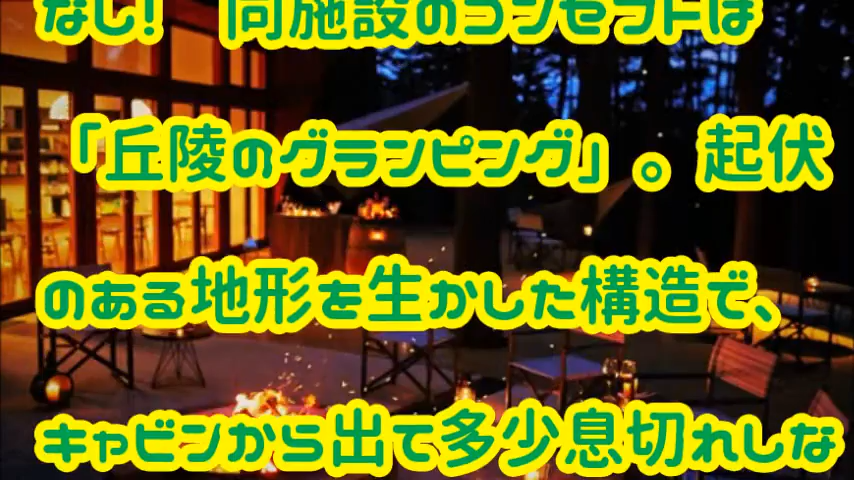 なし！　同施設のコンセプトは
「丘陵のグランピング」。起伏
のある地形を生かした構造で、
キャビンから出て多少息切れしな